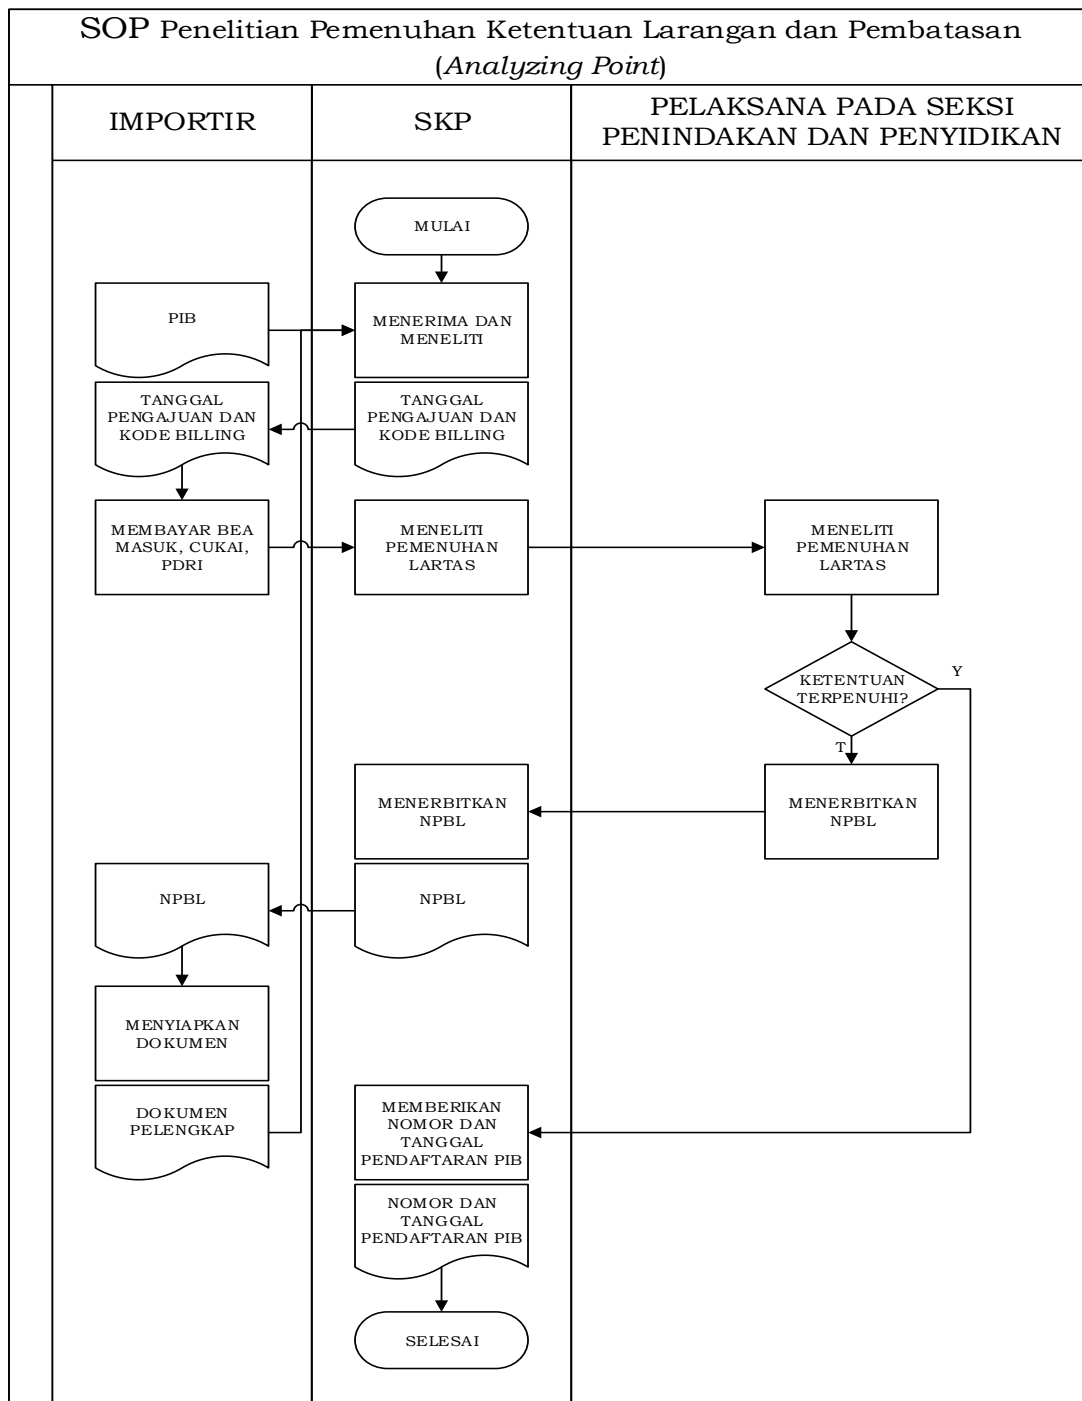 SOP Penelitian Pemenuhan Ketentuan Larangan dan Pembatasan
(Analyzing Point)
IMPORTIR
SKP
PELAKSANA PADA SEKSI
PENINDAKAN DAN PENYIDIKAN
MULAI
PIB
MENERIMA DAN
MENELITI
TANGGAL
PENGAJUAN DAN
KODE BILLING
TANGGAL
PENGAJUAN DAN
KODE BILLING
MEMBAYAR BEA
MASUK, CUKAI,
PDRI
MENELITI
PEMENUHAN
LARTAS
MENELITI
PEMENUHAN
LARTAS
KETENTUAN
TERPENUHI?
Y
T
MENERBITKAN
NPBL
MENERBITKAN
NPBL
NPBL
NPBL
MENYIAPKAN
DOKUMEN
DOKUMEN
PELENGKAP
MEMBERIKAN
NOMOR DAN
TANGGAL
PENDAFTARAN PIB
NOMOR DAN
TANGGAL
PENDAFTARAN PIB
SELESAI